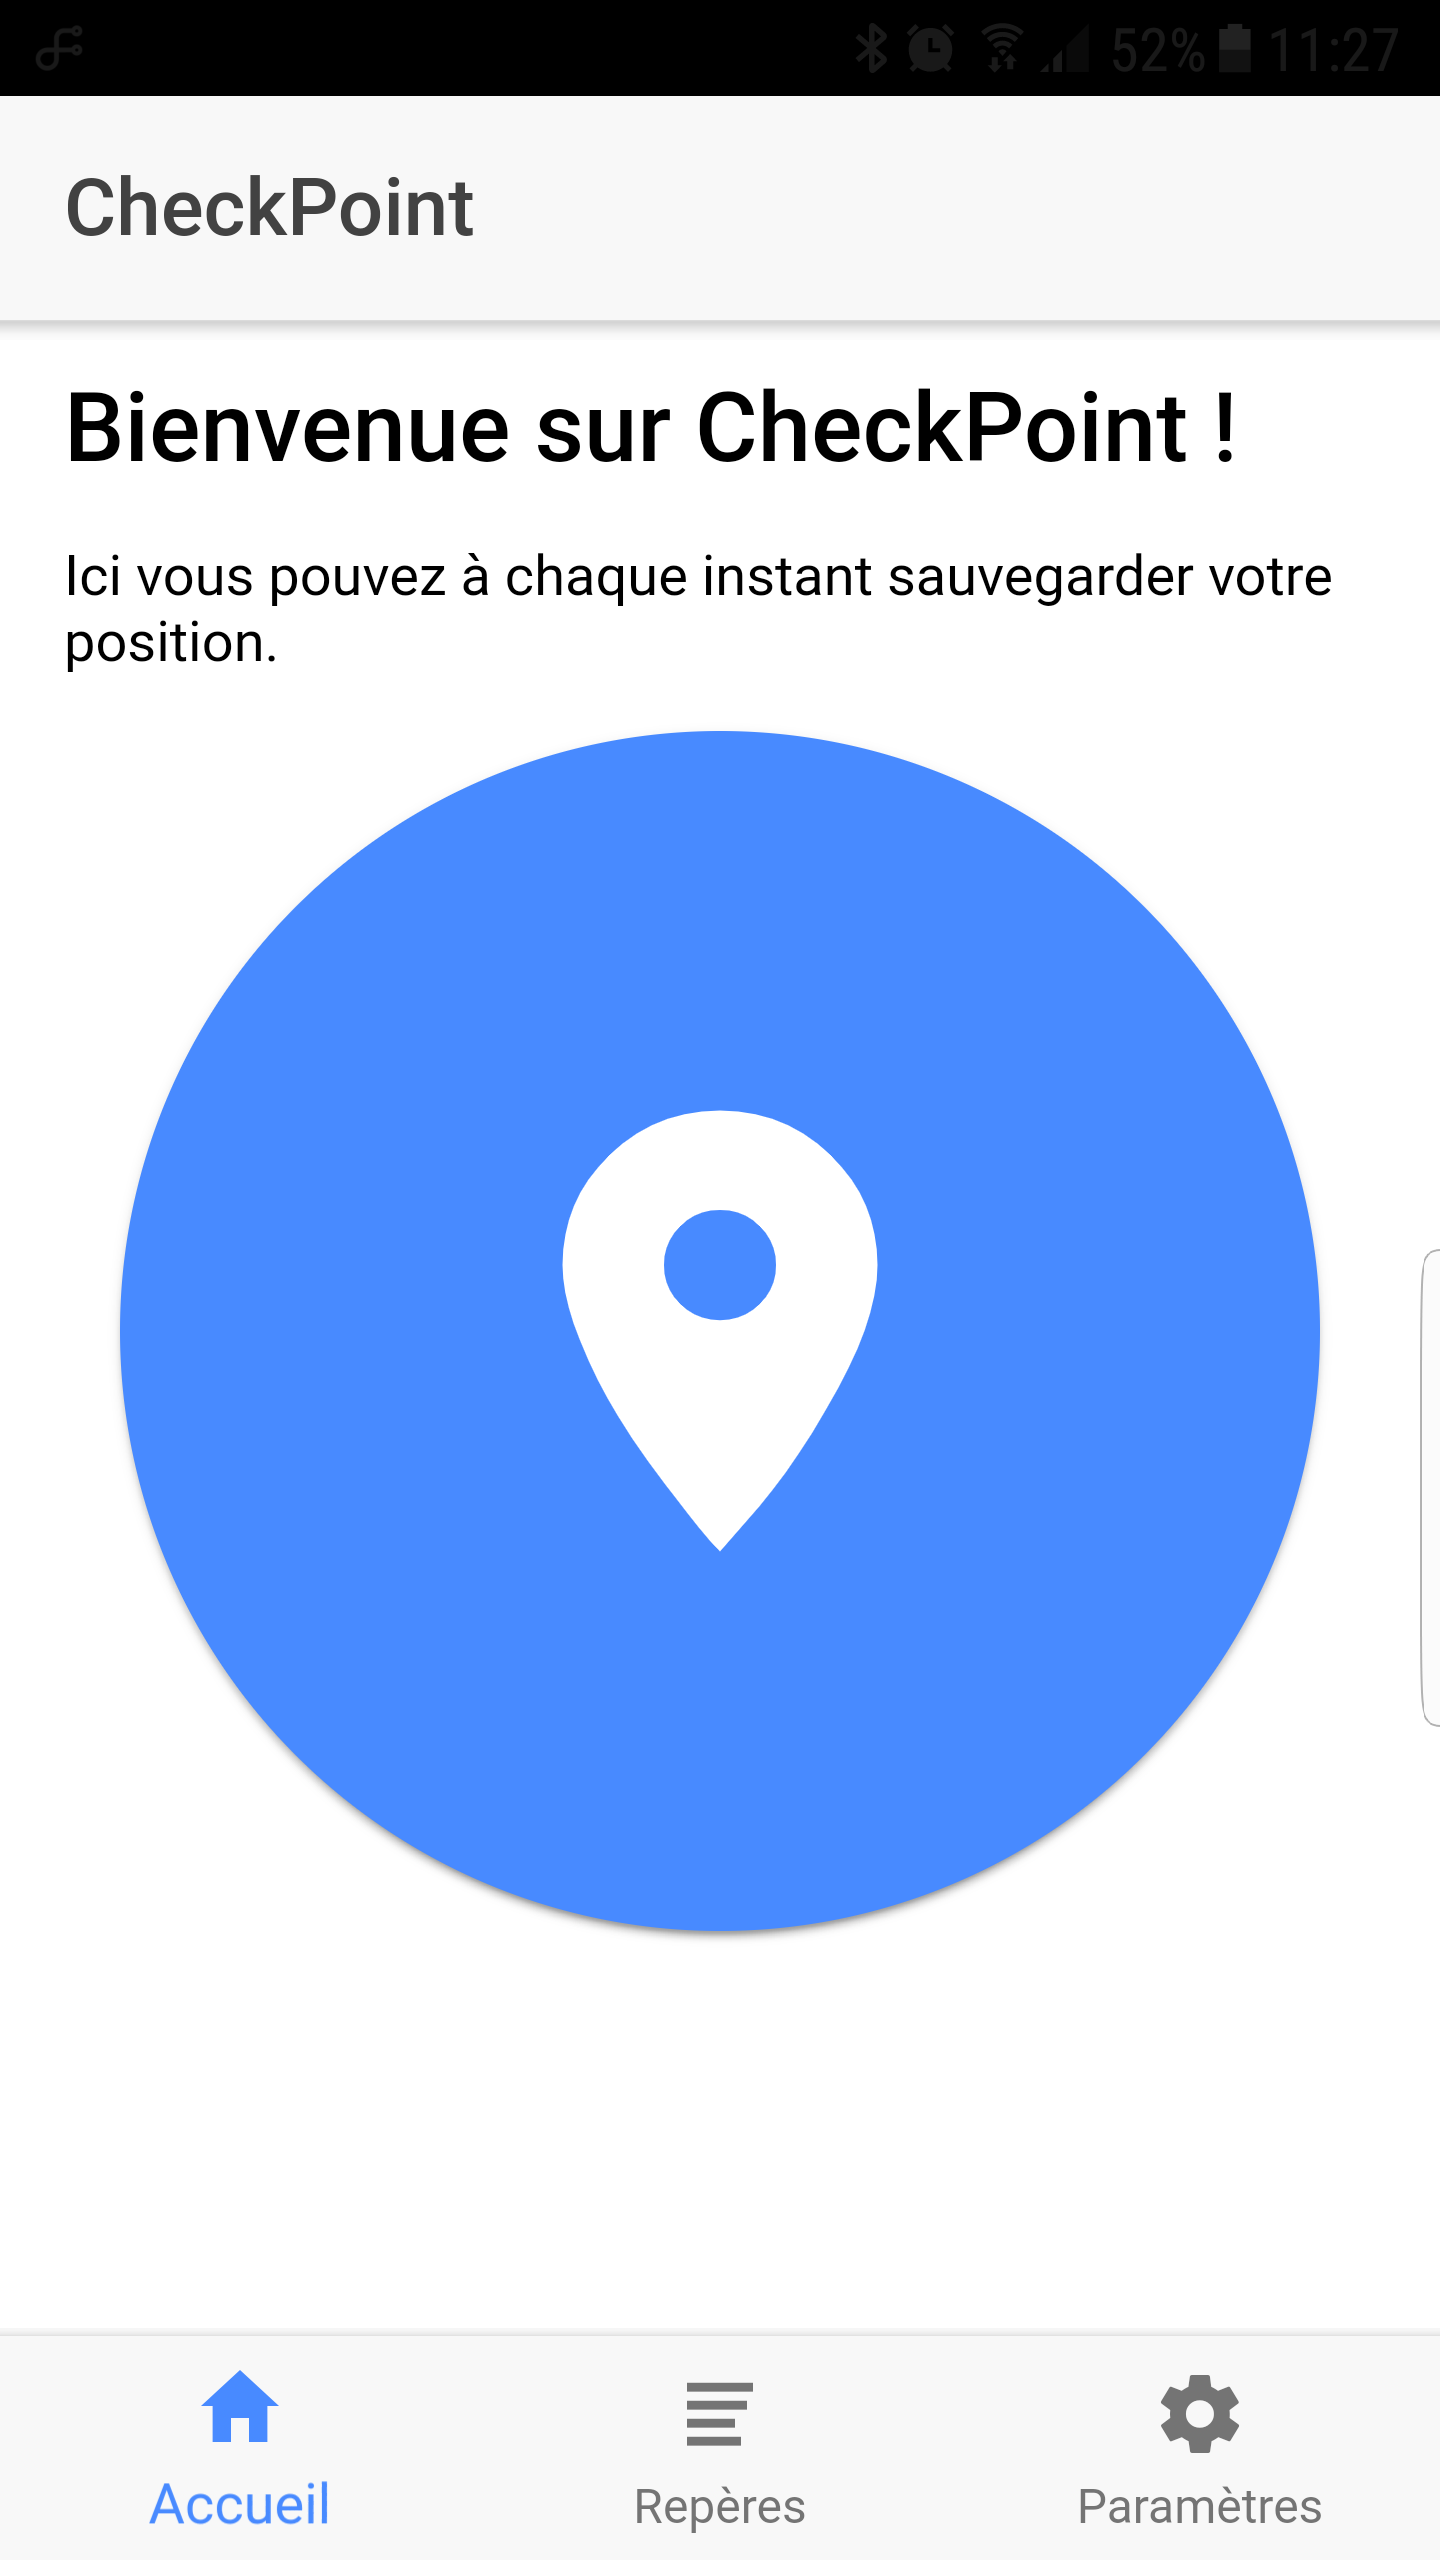 52% 11:27
CheckPoint
Bienvenue sur CheckPoint !
Ici vous pouvez à chaque instant sauvegarder votre
position.
Accueil Repères Paramètres